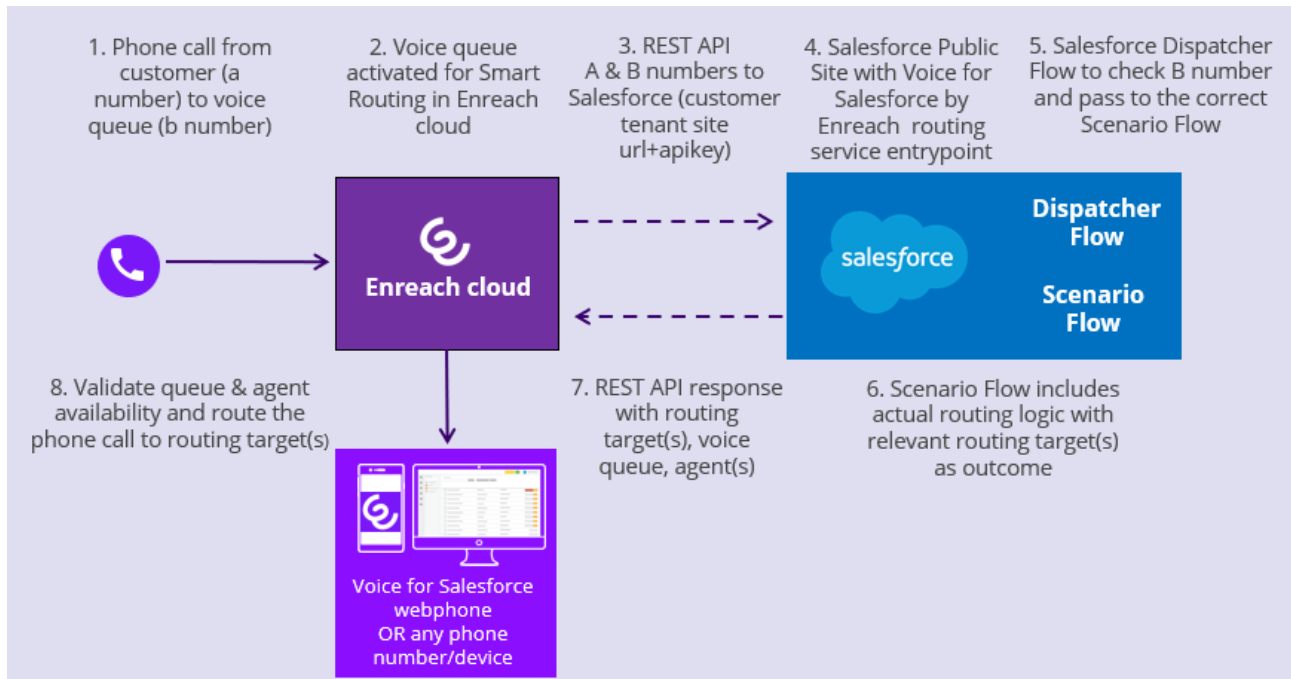 1. Phone call from
customer (a
number) to voice
queue (b number)
2. Voice queue
activated for Smart
Routing in Enreach
cloud
3. REST API
A & B numbers to
Salesforce (customer
tenant site
url+apikey)
4. Salesforce Public
Site with Voice for
Salesforce by
Enreach routing
service entrypoint
5. Salesforce Dispatcher
Flow to check B number
and pass to the correct
Scenario Flow
Enreach cloud
salesforce
Dispatcher
Flow
Scenario
Flow
8. Validate queue & agent
availability and route the
phone call to routing target(s)
7. REST API response
with routing
target(s), voice
queue, agent(s)
6. Scenario Flow includes
actual routing logic with
relevant routing target(s)
as outcome
Voice for Salesforce
webphone
OR any phone
number/device